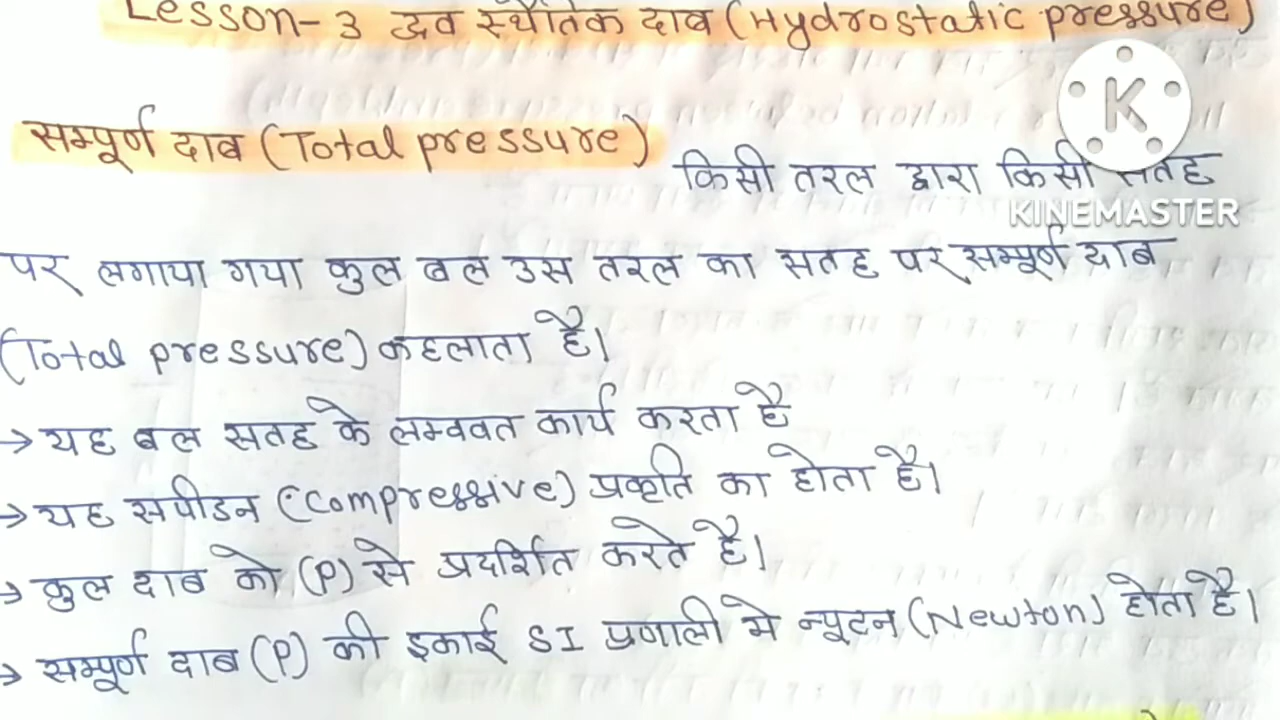 Lesson-3 द्रव स्थैतिक दाब (Hydrostatic pressure)
सम्पूर्ण दाब (Total pressure)
किसी तरल द्वारा किसी सतह
KINEMASTER
पर लगाया गया कुल बल उस तरल का सतह पर सम्पूर्ण दाब
(Total pressure) कहलाता है।
→ यह बल सतह के लम्ववत कार्य करता है
→ यह सपीडन (Compressive) प्रकृति का होता है।
→ कुल दाब को (P) से प्रदर्शित करते है।
→ सम्पूर्ण दाब (P) की इकाई SI प्रणाली मे न्यूटन (Newton) होता है।